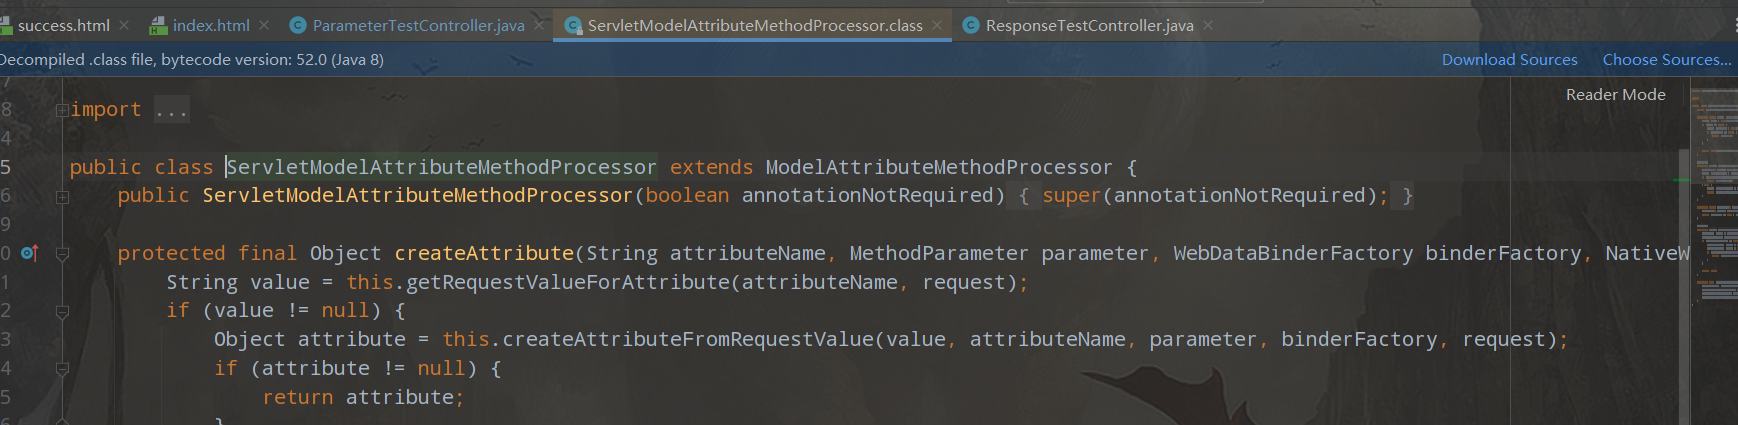 success.html index.html ParameterTestController.java ServletModelAttributeMethodProcessor.class ResponseTestController.java
Decompiled .class file, bytecode version: 52.0 (Java 8) Download Sources Choose Sources...
Reader Mode
7
8 import ...
4
5 public class ServletModelAttributeMethodProcessor extends ModelAttributeMethodProcessor {
6 public ServletModelAttributeMethodProcessor(boolean annotationNotRequired) { super(annotationNotRequired); }
9
0 protected final Object createAttribute(String attributeName, MethodParameter parameter, WebDataBinderFactory binderFactory, NativeW
1 String value = this.getRequestValueForAttribute(attributeName, request);
2 if (value != null) {
3 Object attribute = this.createAttributeFromRequestValue(value, attributeName, parameter, binderFactory, request);
4 if (attribute != null) {
5 return attribute;
6 }